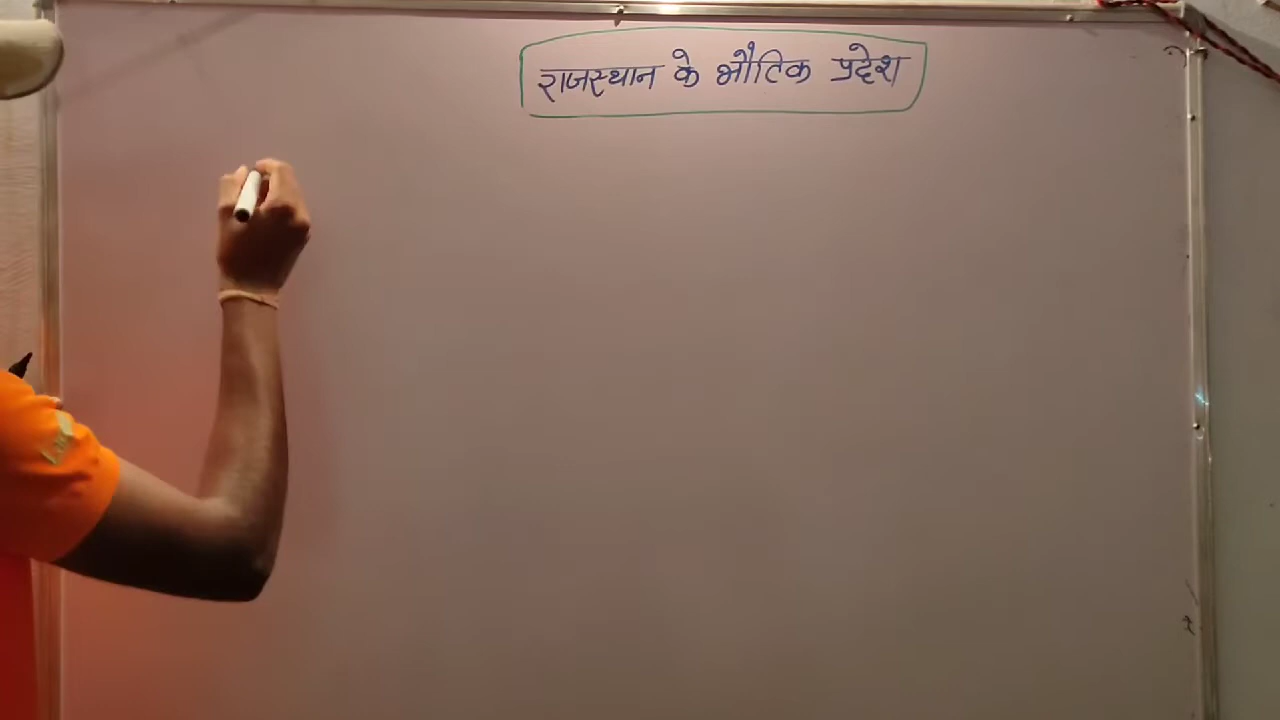 राजस्थान के भौतिक प्रदेश